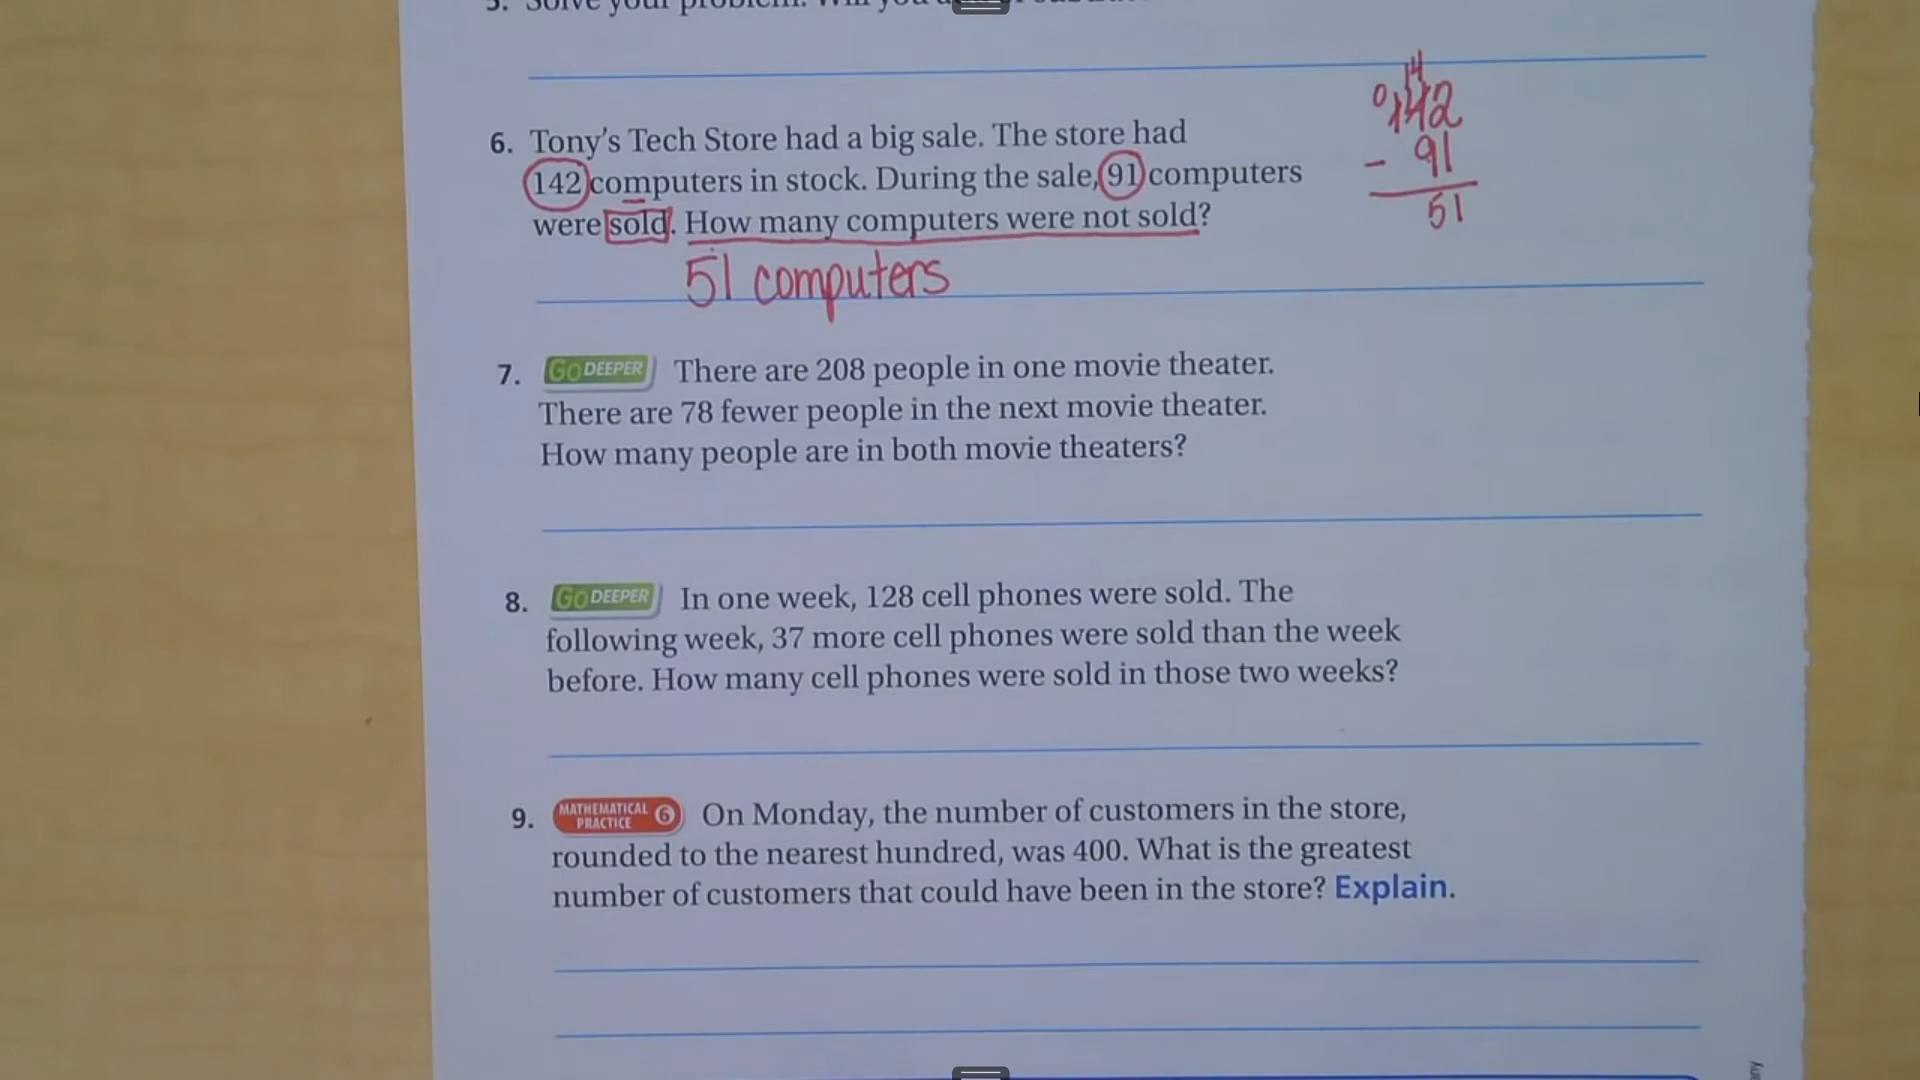 6. Tony's Tech Store had a big sale. The store had
142 computers in stock. During the sale, 91 computers
were sold. How many computers were not sold?
51 computers
14
0 142
- 91
51
7. GO DEEPER There are 208 people in one movie theater.
There are 78 fewer people in the next movie theater.
How many people are in both movie theaters?
8. GO DEEPER In one week, 128 cell phones were sold. The
following week, 37 more cell phones were sold than the week
before. How many cell phones were sold in those two weeks?
9. MATHEMATICAL PRACTICE 6 On Monday, the number of customers in the store,
rounded to the nearest hundred, was 400. What is the greatest
number of customers that could have been in the store? Explain.